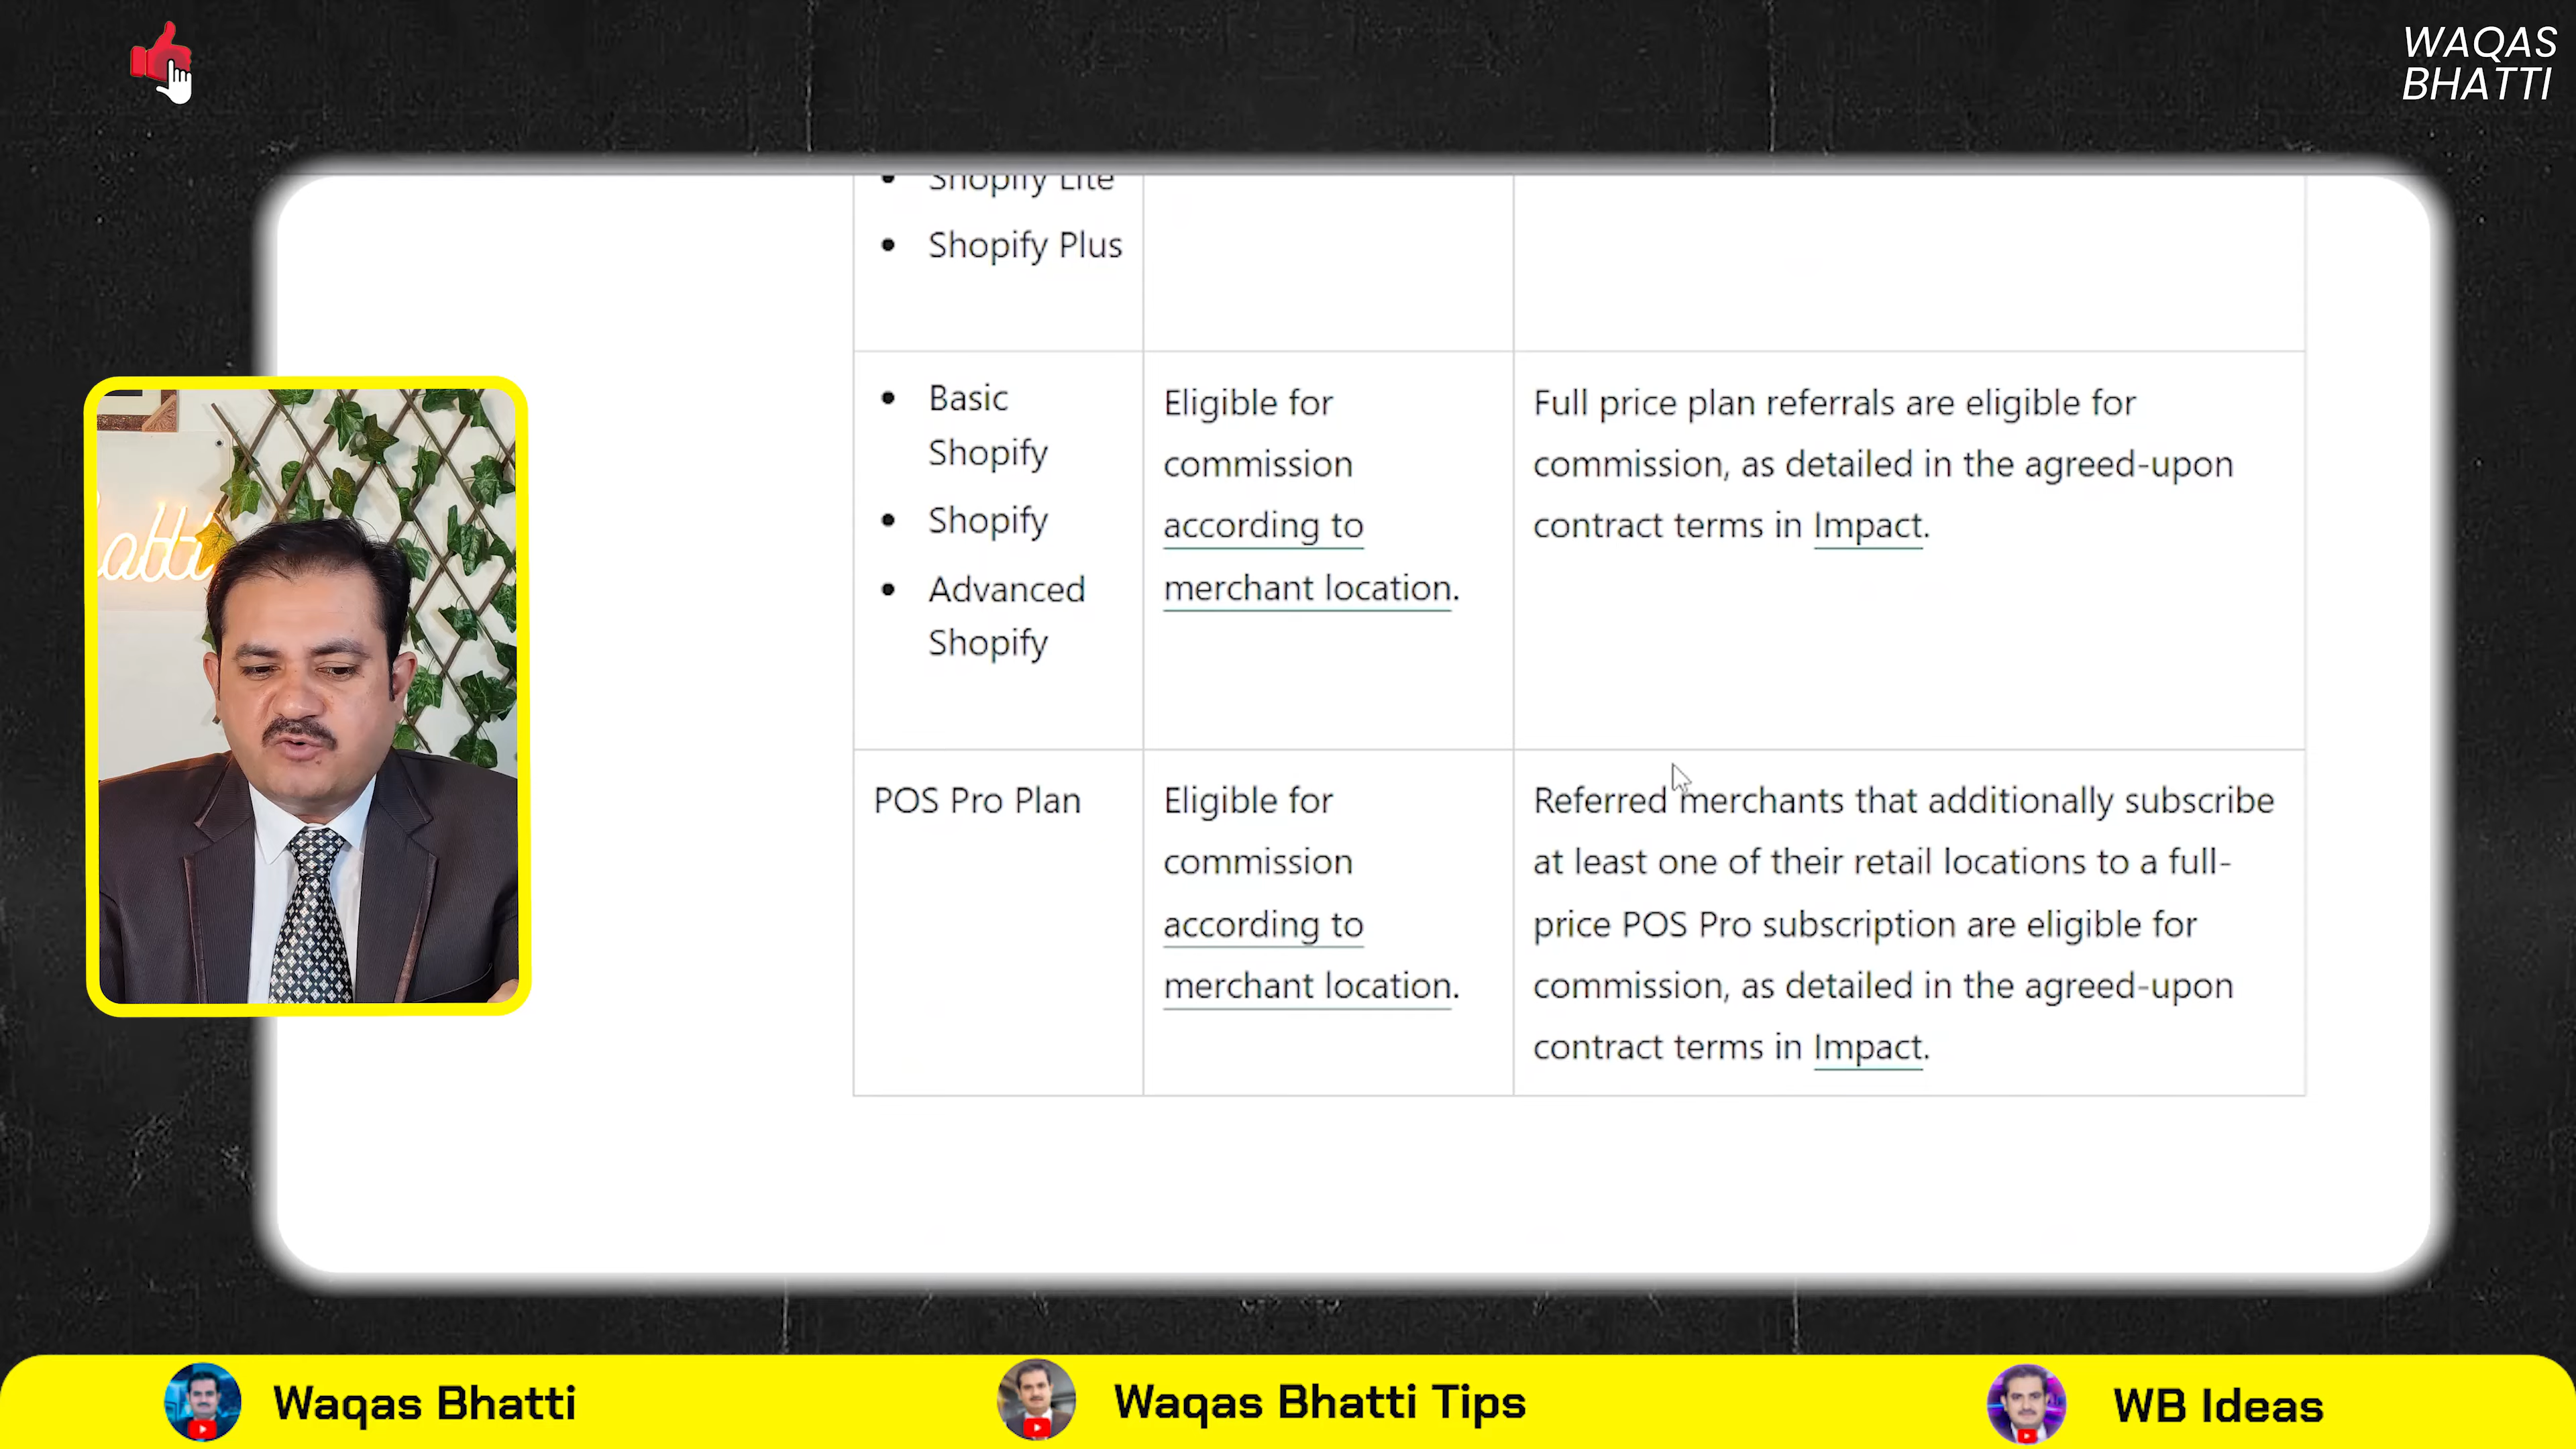 WAQAS
BHATTI
Shopify Lite
Shopify Plus
Basic
Shopify
Shopify
Advanced
Shopify
Eligible for
commission
according to
merchant location.
Full price plan referrals are eligible for
commission, as detailed in the agreed-upon
contract terms in Impact.
POS Pro Plan
Eligible for
commission
according to
merchant location.
Referred merchants that additionally subscribe
at least one of their retail locations to a full-
price POS Pro subscription are eligible for
commission, as detailed in the agreed-upon
contract terms in Impact.
Waqas Bhatti
Waqas Bhatti Tips
WB Ideas